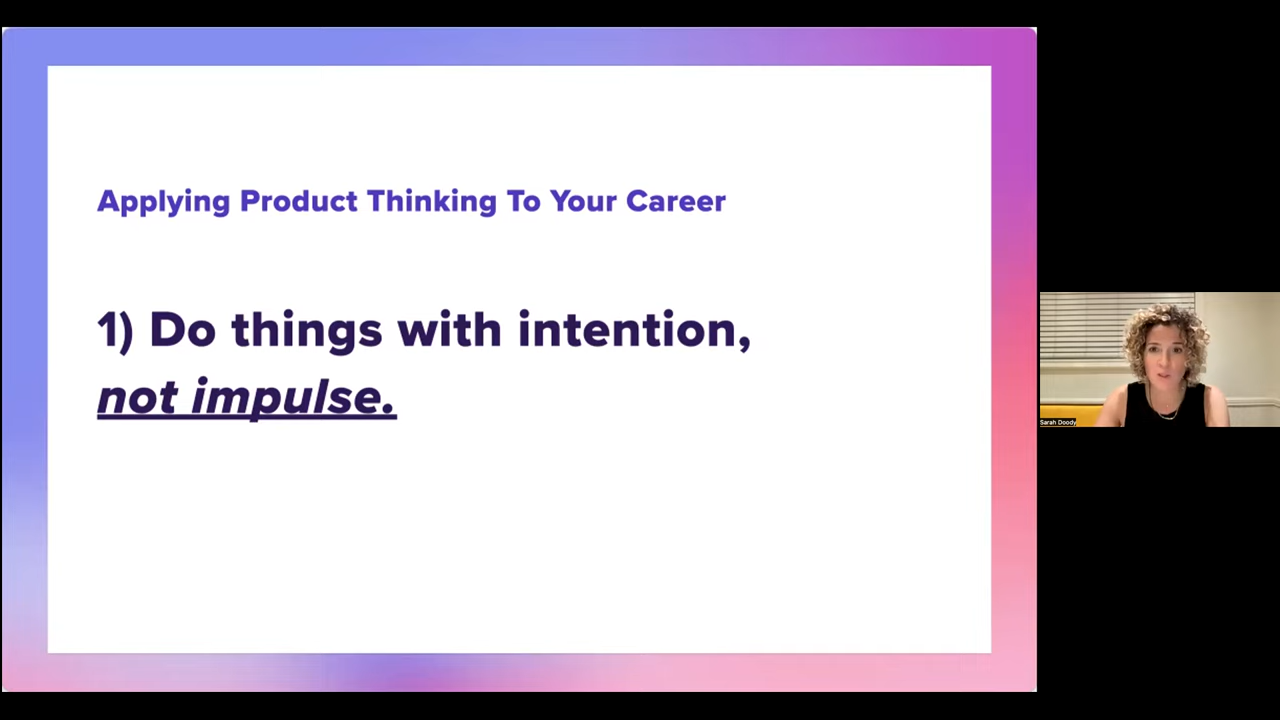 Applying Product Thinking To Your Career
1) Do things with intention,
not impulse.
Sarah Doody